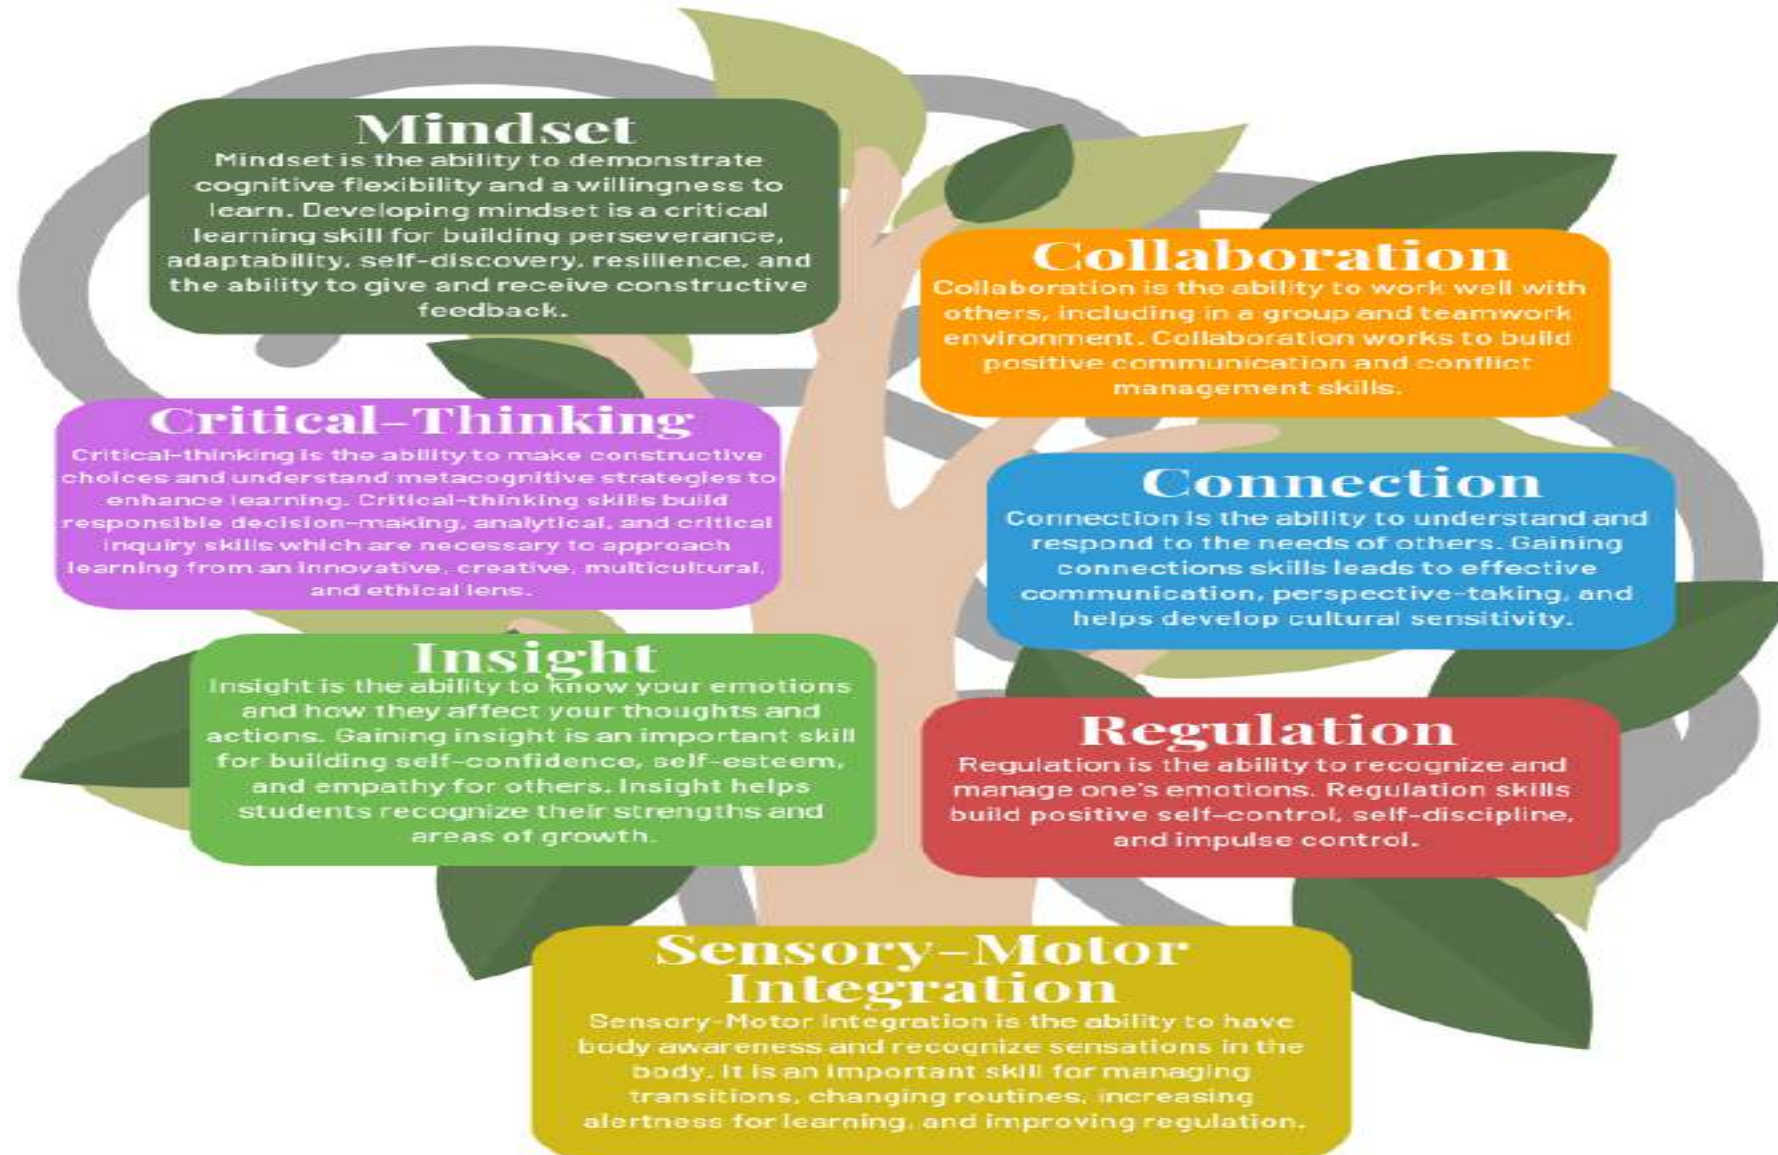 Mindset
Mindset is the ability to demonstrate
cognitive flexibility and a willingness to
learn. Developing mindset is a critical
learning skill for building perseverance,
adaptability, self-discovery, resilience, and
the ability to give and receive constructive
feedback.
Collaboration
Collaboration is the ability to work well with
others, including in a group and teamwork
environment. Collaboration works to build
positive communication and conflict
management skills.
Critical-Thinking
Critical-thinking is the ability to make constructive
choices and understand metacognitive strategies to
enhance learning. Critical-thinking skills build
responsible decision-making, analytical, and critical
inquiry skills which are necessary to approach
learning from an innovative, creative, multicultural,
and ethical lens.
Connection
Connection is the ability to understand and
respond to the needs of others. Gaining
connections skills leads to effective
communication, perspective-taking, and
helps develop cultural sensitivity.
Insight
Insight is the ability to know your emotions
and how they affect your thoughts and
actions. Gaining insight is an important skill
for building self-confidence, self-esteem,
and empathy for others. Insight helps
students recognize their strengths and
areas of growth.
Regulation
Regulation is the ability to recognize and
manage one's emotions. Regulation skills
build positive self-control, self-discipline,
and impulse control.
Sensory-Motor
Integration
Sensory-Motor Integration is the ability to have
body awareness and recognize sensations in the
body. It is an important skill for managing
transitions, changing routines, increasing
alertness for learning, and improving regulation.